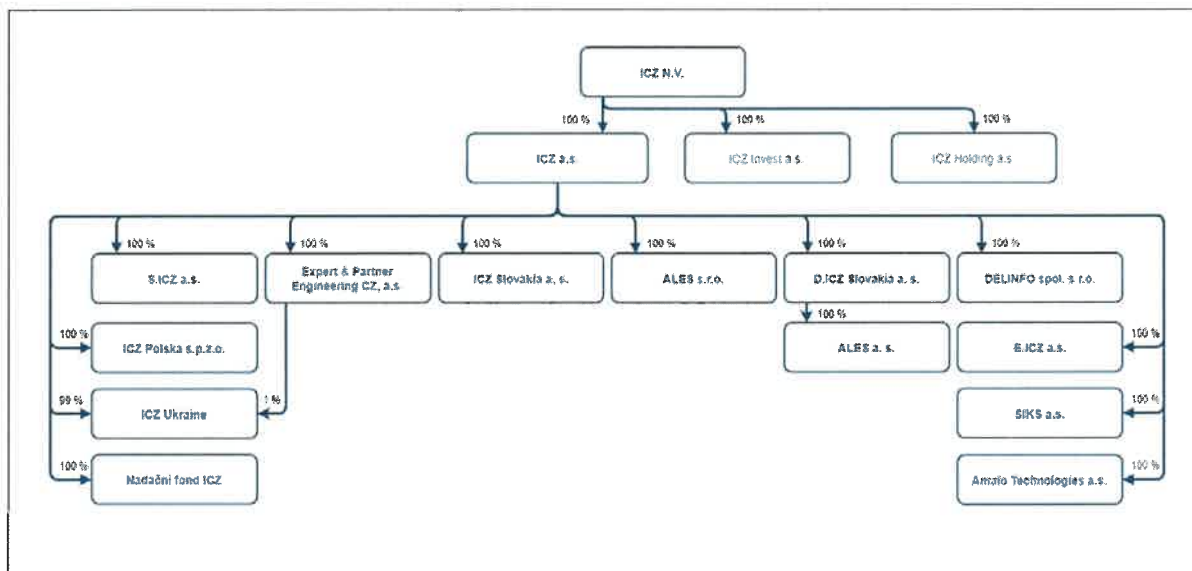 ICZ N.V.
100 %
100 %
100 %
ICZ a.s.
ICZ Invest a.s.
ICZ Holding a.s
100 %
100 %
100 %
100 %
100 %
100 %
S.ICZ a.s.
Expert & Partner
Engineering CZ, a.s
ICZ Slovakia a. s.
ALES s.r.o.
D.ICZ Slovakia a. s.
DELINFO spol. s r.o.
100 %
100 %
100 %
ICZ Polska s.p.z.o.
ALES a. s.
E.ICZ a.s.
99 %
1 %
100 %
ICZ Ukraine
SIKS a.s.
100 %
100 %
Nadační fond ICZ
Technologies a.s.